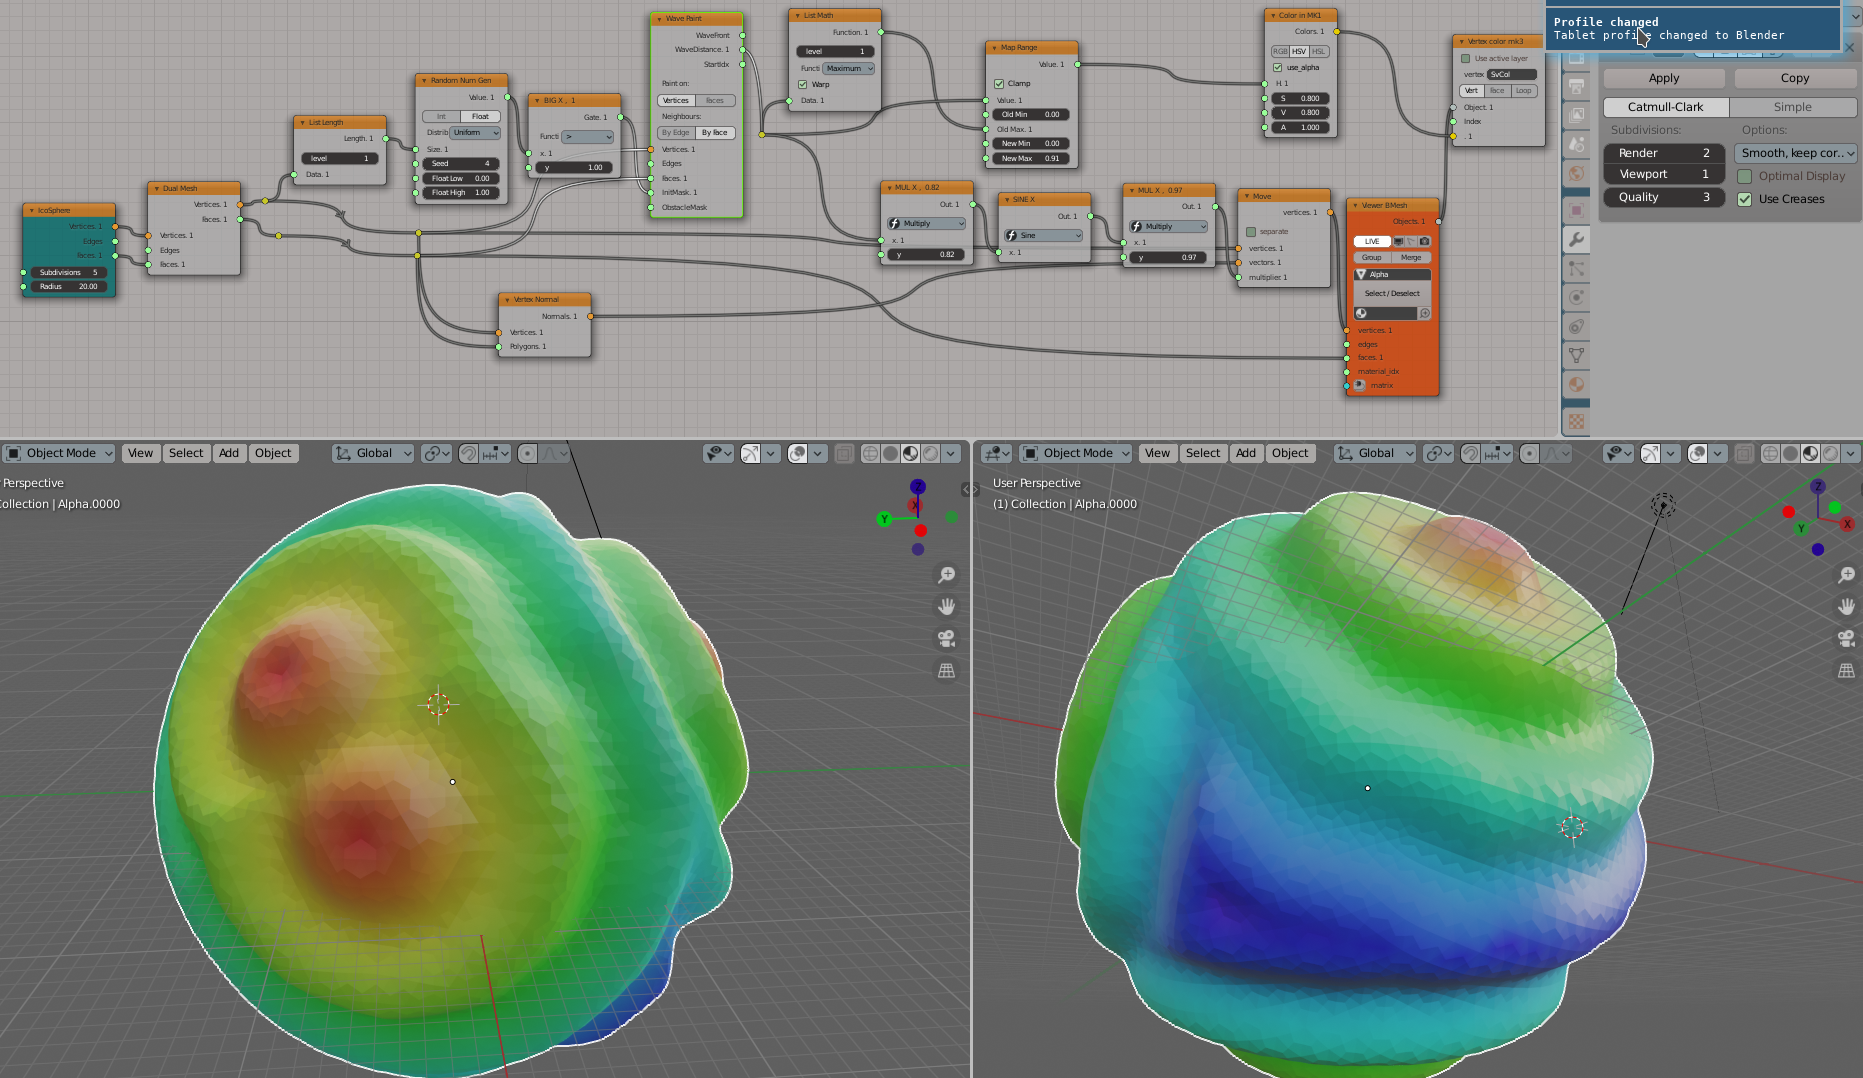 IcoSphere
Vertices. 1
Edges
Faces. 1
Subdivisions 5
Radius 20.00
Dual Mesh
Vertices. 1
Faces. 1
Vertices. 1
Edges
Faces. 1
List Length
Length. 1
level 1
Data. 1
Random Num Gen
Value. 1
Int Float
Distrib Uniform
Size. 1
Seed 4
Float Low 0.00
Float High 1.00
BIG X , 1
Gate. 1
Functi >
x. 1
y 1.00
Wave Paint
WaveFront
WaveDistance. 1
StartIdx
Paint on:
Vertices Faces
Neighbours:
By Edge By Face
Vertices. 1
Edges
Faces. 1
InitMask. 1
ObstacleMask
Vertex Normal
Normals. 1
Vertices. 1
Polygons. 1
List Math
Function. 1
level 1
Functi Maximum
Warp
Data. 1
Map Range
Value. 1
Clamp
Value. 1
Old Min 0.00
Old Max. 1
New Min 0.00
New Max 0.91
MUL X , 0.82
Out. 1
Multiply
x. 1
y 0.82
SINE X
Out. 1
Sine
x. 1
MUL X , 0.97
Out. 1
Multiply
x. 1
y 0.97
Move
vertices. 1
separate
vertices. 1
vectors. 1
multiplier. 1
Color in MK1
Colors. 1
RGB HSV HSL
use_alpha
H. 1
S 0.800
V 0.800
A 1.000
Viewer BMesh
Objects. 1
LIVE
Group Merge
Alpha
Select / Deselect
vertices. 1
edges
faces. 1
material_idx
matrix
Vertex color mk3
Use active layer
vertex SvCol
Vert Face Loop
Object. 1
Index
. 1
Profile changed
Tablet profile changed to Blender
Apply Copy
Catmull-Clark Simple
Subdivisions: Options:
Render 2 Smooth, keep cor..
Viewport 1 Optimal Display
Quality 3 Use Creases
Object Mode View Select Add Object Global
Perspective
ollection | Alpha.0000
Z
X
Y
Object Mode View Select Add Object Global
User Perspective
(1) Collection | Alpha.0000
Z
X
Y